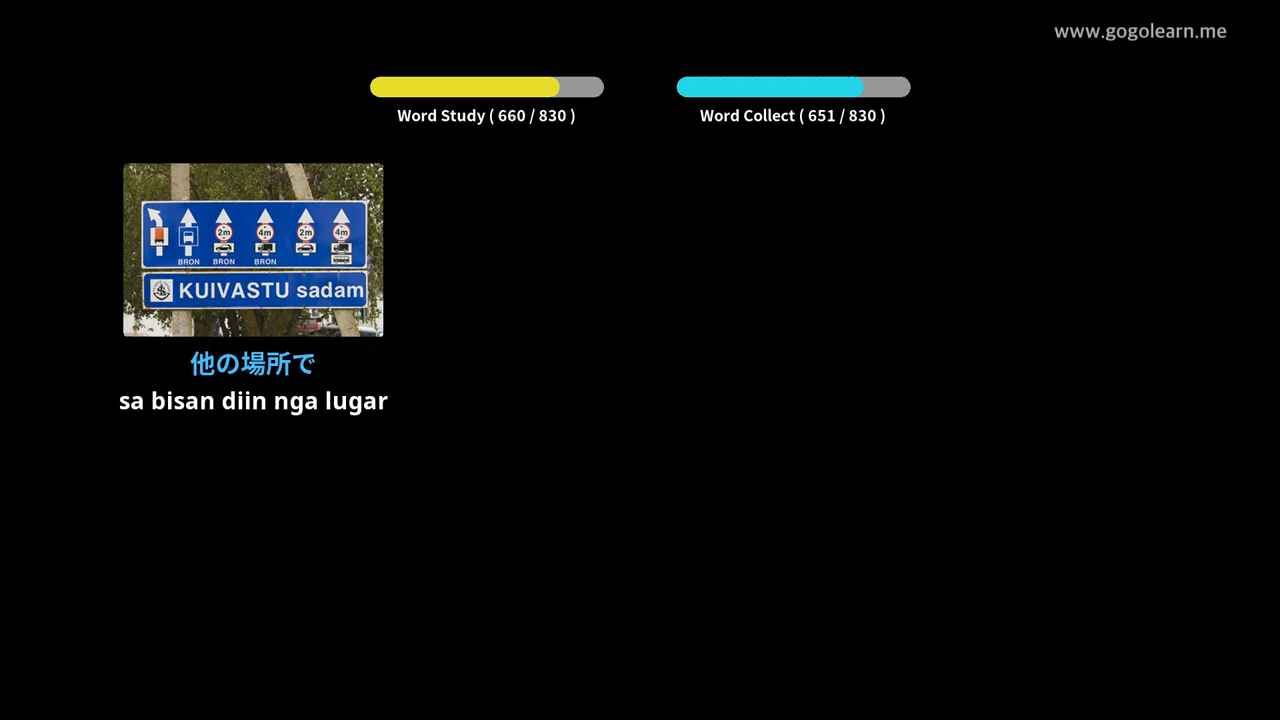 www.gogolearn.me
Word Study ( 660 / 830 )
Word Collect ( 651 / 830 )
2m 4m 2m 4m
BRON BRON BRON
KUIVASTU sadam
他の場所で
sa bisan diin nga lugar